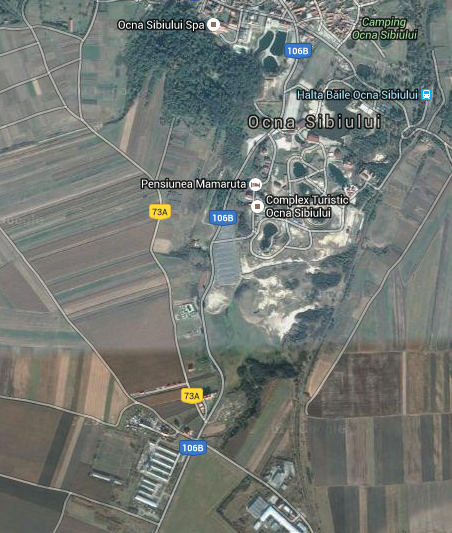 Ocna Sibiului Spa
Camping
Ocna Sibiului
106B
Halta Băile Ocna Sibiului
Ocna Sibiului
Pensiunea Mamaruta
Complex Turistic
Ocna Sibiului
73A
106B
73A
106B